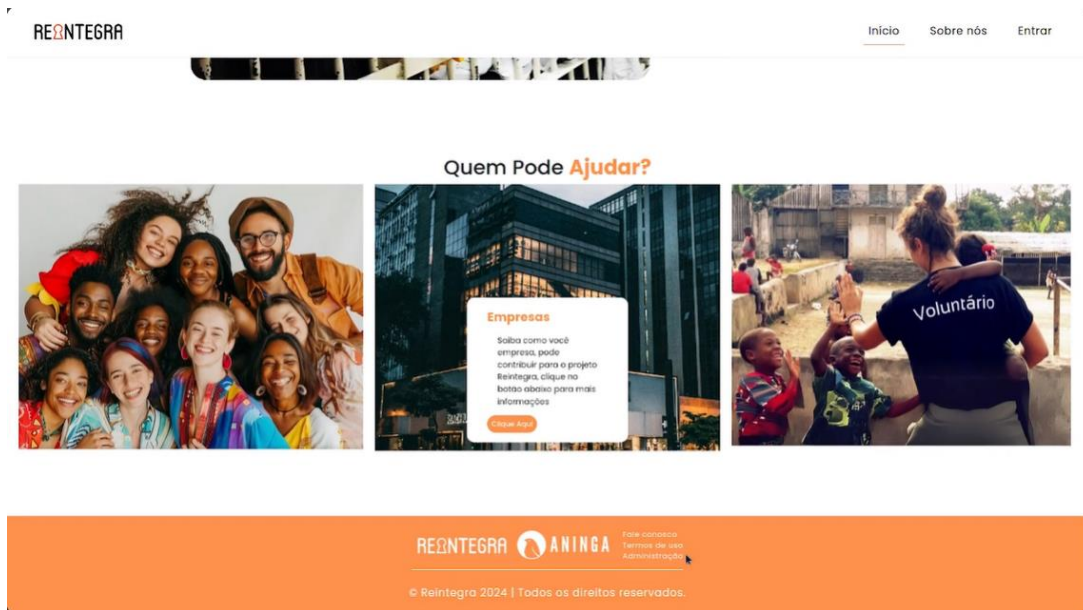 REINTEGRA
Início Sobre nós Entrar
Quem Pode Ajudar?
Empresas
Saiba como você
empresa, pode
contribuir para o projeto
Reintegra, clique no
botão abaixo para mais
informações
Clique Aqui
Voluntário
REINTEGRA ANINGA
Fale conosco
Termos de uso
Administração
© Reintegra 2024 | Todos os direitos reservados.